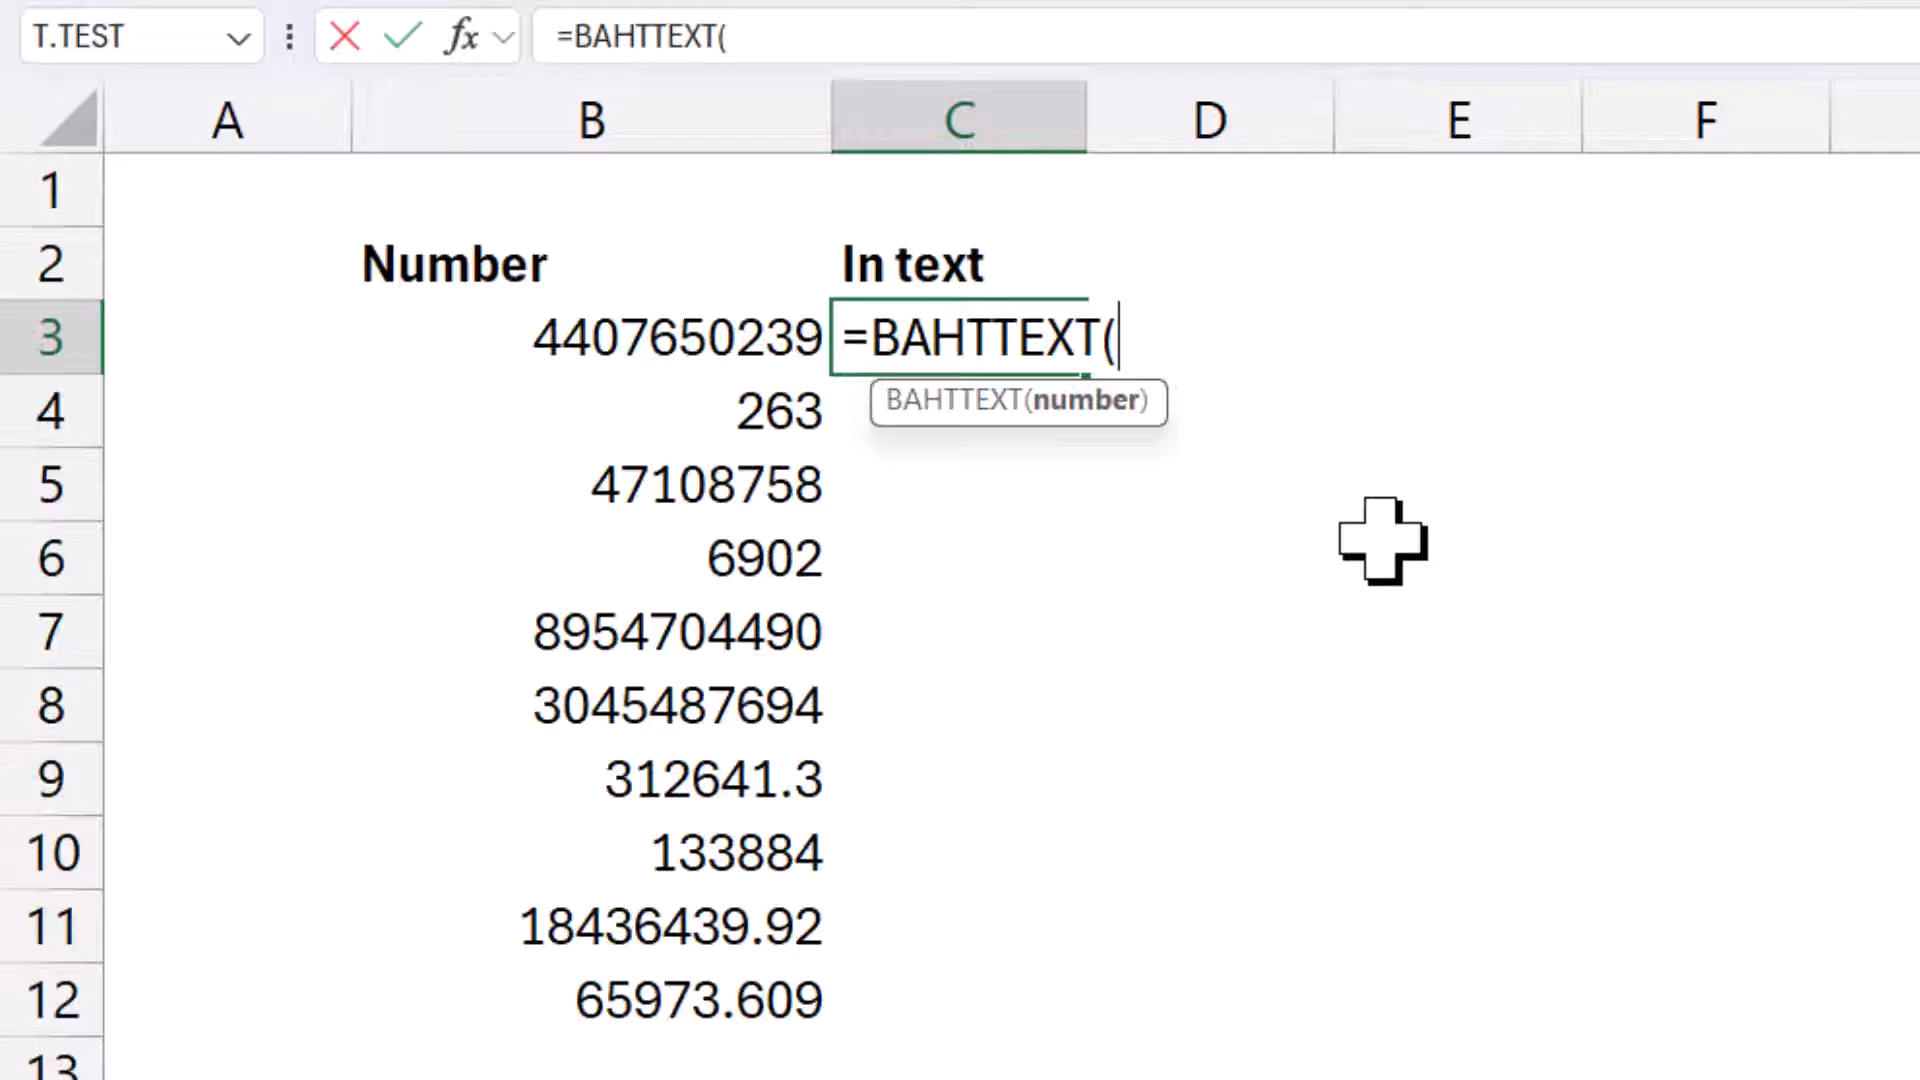 T.TEST fx =BAHTTEXT(
A B C D E F
1
2 Number In text
3 4407650239 =BAHTTEXT(
BAHTTEXT(number)
4 263
5 47108758
6 6902
7 8954704490
8 3045487694
9 312641.3
10 133884
11 18436439.92
12 65973.609
13